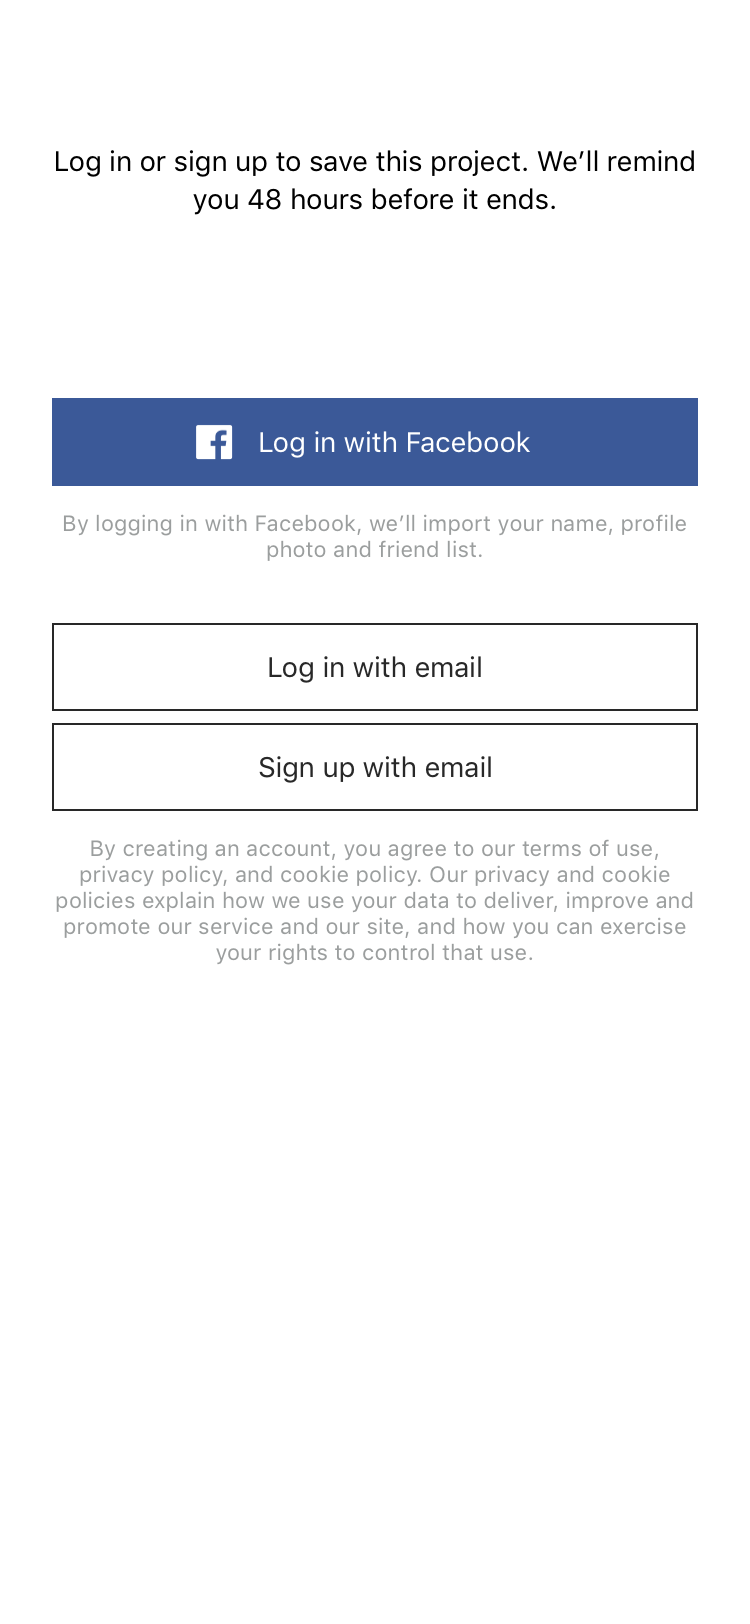 Log in or sign up to save this project. We’ll remind
you 48 hours before it ends.
Log in with Facebook
By logging in with Facebook, we’ll import your name, profile
photo and friend list.
Log in with email
Sign up with email
By creating an account, you agree to our terms of use,
privacy policy, and cookie policy. Our privacy and cookie
policies explain how we use your data to deliver, improve and
promote our service and our site, and how you can exercise
your rights to control that use.